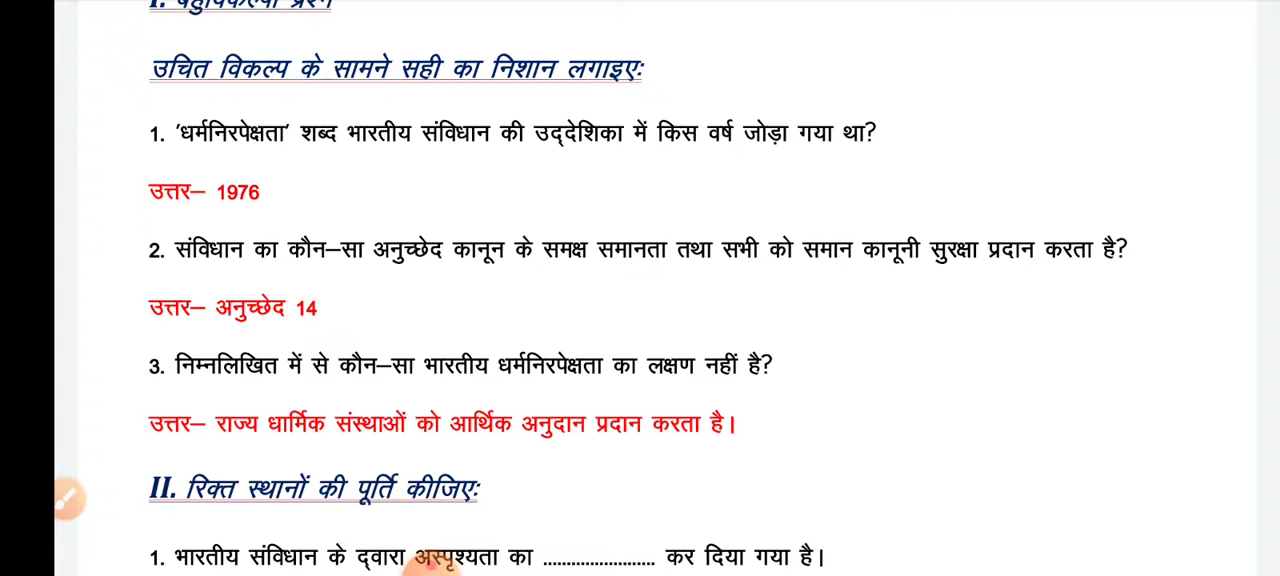 I. बहुविकल्पी प्रश्न
उचित विकल्प के सामने सही का निशान लगाइए:
1. 'धर्मनिरपेक्षता' शब्द भारतीय संविधान की उद्देशिका में किस वर्ष जोड़ा गया था?
उत्तर– 1976
2. संविधान का कौन–सा अनुच्छेद कानून के समक्ष समानता तथा सभी को समान कानूनी सुरक्षा प्रदान करता है?
उत्तर– अनुच्छेद 14
3. निम्नलिखित में से कौन–सा भारतीय धर्मनिरपेक्षता का लक्षण नहीं है?
उत्तर– राज्य धार्मिक संस्थाओं को आर्थिक अनुदान प्रदान करता है।
II. रिक्त स्थानों की पूर्ति कीजिए:
1. भारतीय संविधान के द्वारा अस्पृश्यता का ........................ कर दिया गया है।